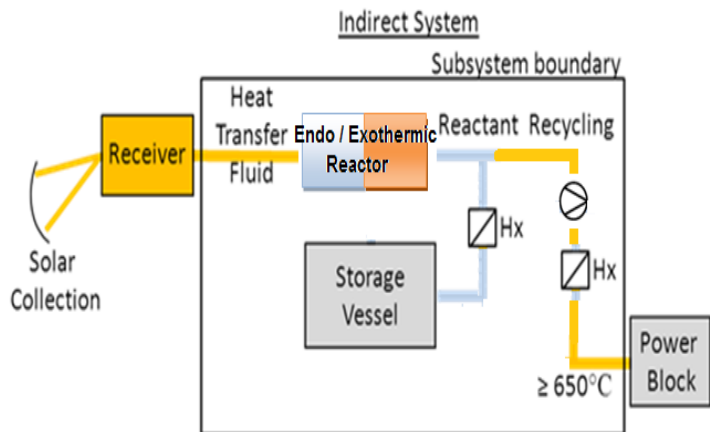 Indirect System
Subsystem boundary
Heat
Transfer
Fluid
Endo / Exothermic
Reactor
Reactant Recycling
Receiver
Hx
Hx
Solar
Collection
Storage
Vessel
≥ 650°C
Power
Block